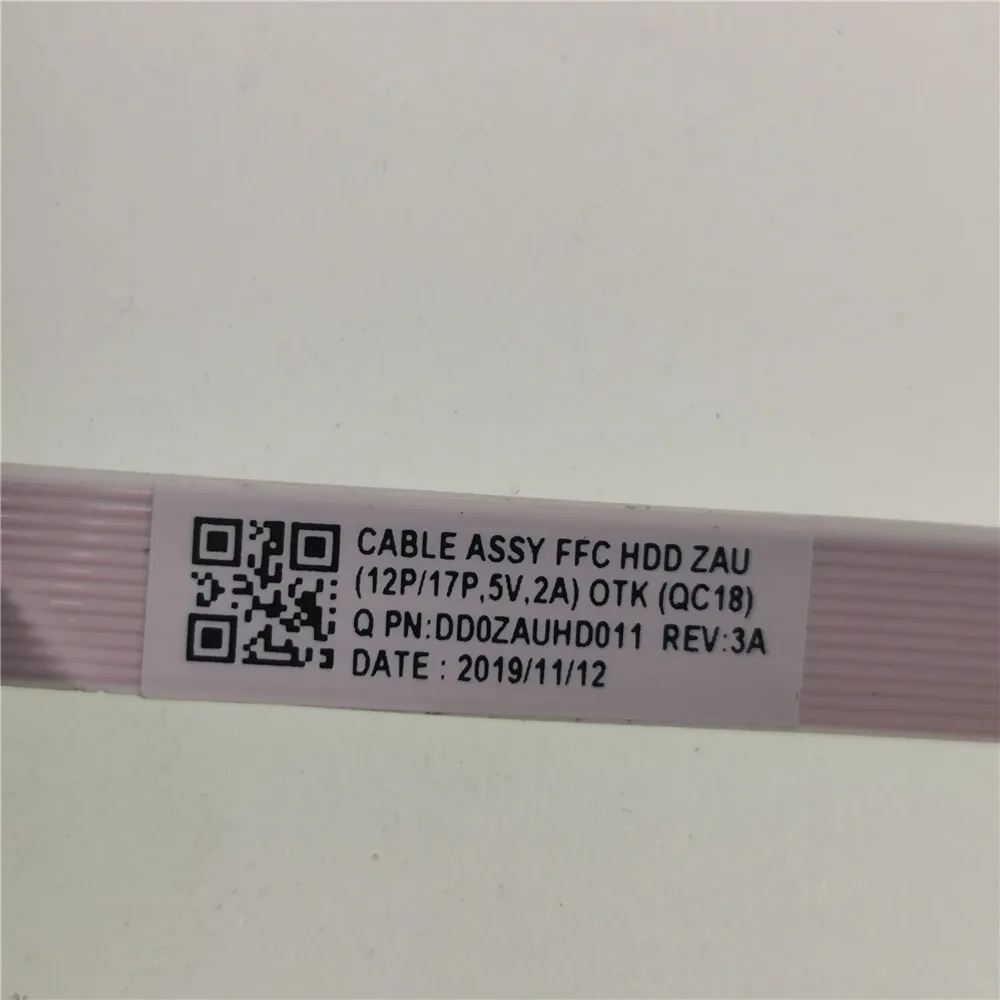 CABLE ASSY FFC HDD ZAU
(12P/17P,5V,2A) OTK (QC18)
Q PN:DD0ZAUHD011 REV:3A
DATE : 2019/11/12